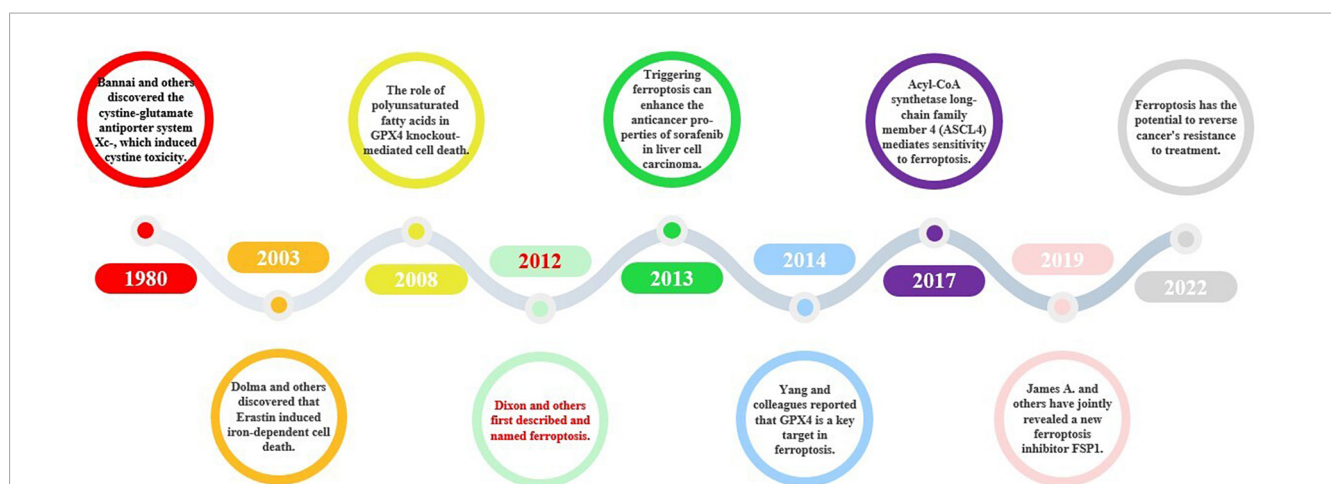 Bannai and others
discovered the
cystine-glutamate
antiporter system
Xc-, which induced
cystine toxicity.
The role of
polyunsaturated
fatty acids in
GPX4 knockout-
mediated cell death.
Triggering
ferroptosis can
enhance the
anticancer pro-
perties of sorafenib
in liver cell
carcinoma.
Acyl-CoA
synthetase long-
chain family
member 4 (ASCL4)
mediates sensitivity
to ferroptosis.
Ferroptosis has the
potential to reverse
cancer's resistance
to treatment.
1980
2003
2008
2012
2013
2014
2017
2019
2022
Dolma and others
discovered that
Erastin induced
iron-dependent cell
death.
Dixon and others
first described and
named ferroptosis.
Yang and
colleagues reported
that GPX4 is a key
target in
ferroptosis.
James A. and
others have jointly
revealed a new
ferroptosis
inhibitor FSP1.